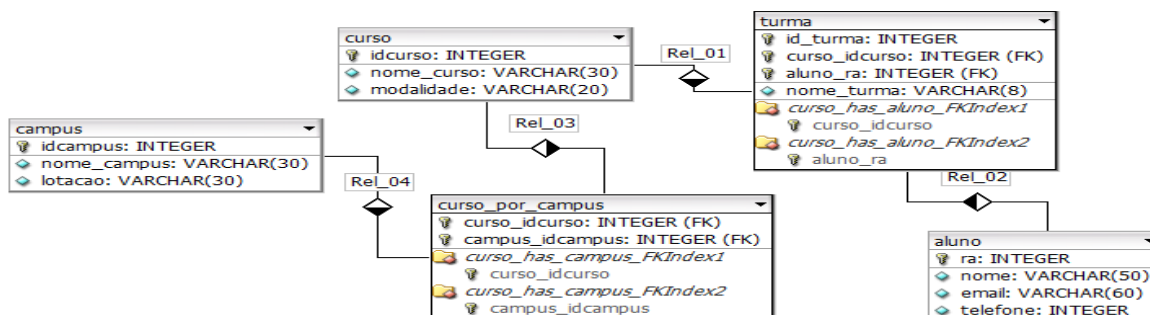 turma
id_turma: INTEGER
curso_idcurso: INTEGER (FK)
aluno_ra: INTEGER (FK)
nome_turma: VARCHAR(8)
curso_has_aluno_FKIndex1
curso_idcurso
curso_has_aluno_FKIndex2
aluno_ra
curso
idcurso: INTEGER
nome_curso: VARCHAR(30)
modalidade: VARCHAR(20)
Rel_01
Rel_03
campus
idcampus: INTEGER
nome_campus: VARCHAR(30)
lotacao: VARCHAR(30)
Rel_04
Rel_02
curso_por_campus
curso_idcurso: INTEGER (FK)
campus_idcampus: INTEGER (FK)
curso_has_campus_FKIndex1
curso_idcurso
curso_has_campus_FKIndex2
campus_idcampus
aluno
ra: INTEGER
nome: VARCHAR(50)
email: VARCHAR(60)
telefone: INTEGER